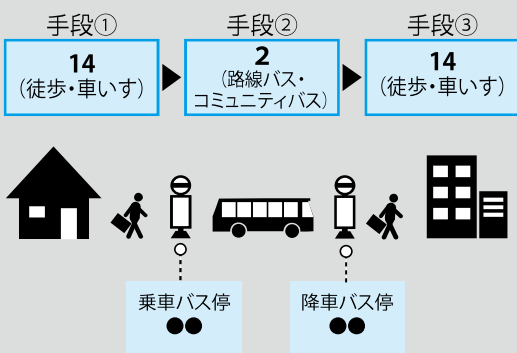 手段① 手段② 手段③
14
(徒歩・車いす)
2
(路線バス・
コミュニティバス)
14
(徒歩・車いす)
乗車バス停
●●
降車バス停
●●